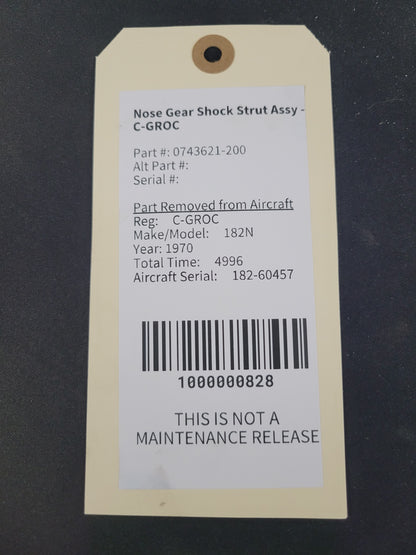 Nose Gear Shock Strut Assy -
C-GROC
Part #: 0743621-200
Alt Part #:
Serial #:
Part Removed from Aircraft
Reg: C-GROC
Make/Model: 182N
Year: 1970
Total Time: 4996
Aircraft Serial: 182-60457
1000000828
THIS IS NOT A
MAINTENANCE RELEASE